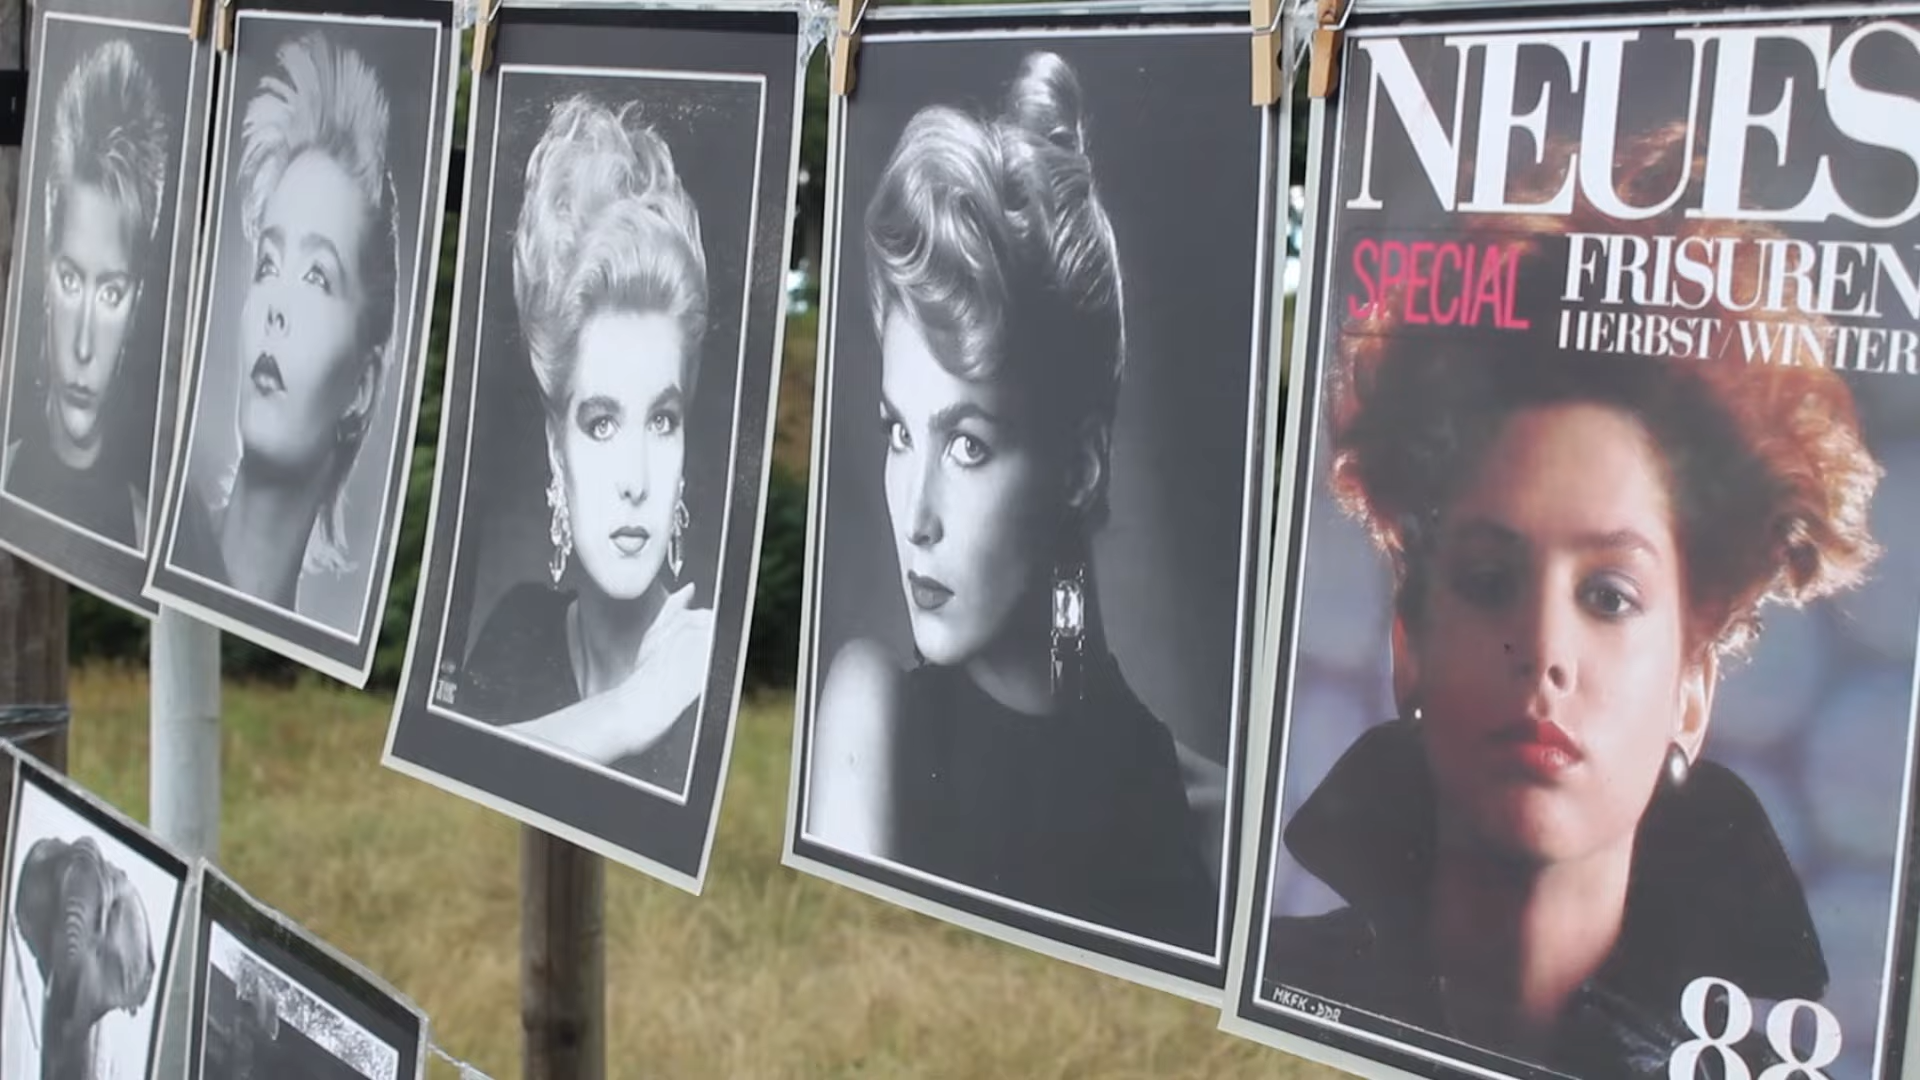 NEUES
SPECIAL
FRISUREN
HERBST/WINTER
MKFK · DDR
88